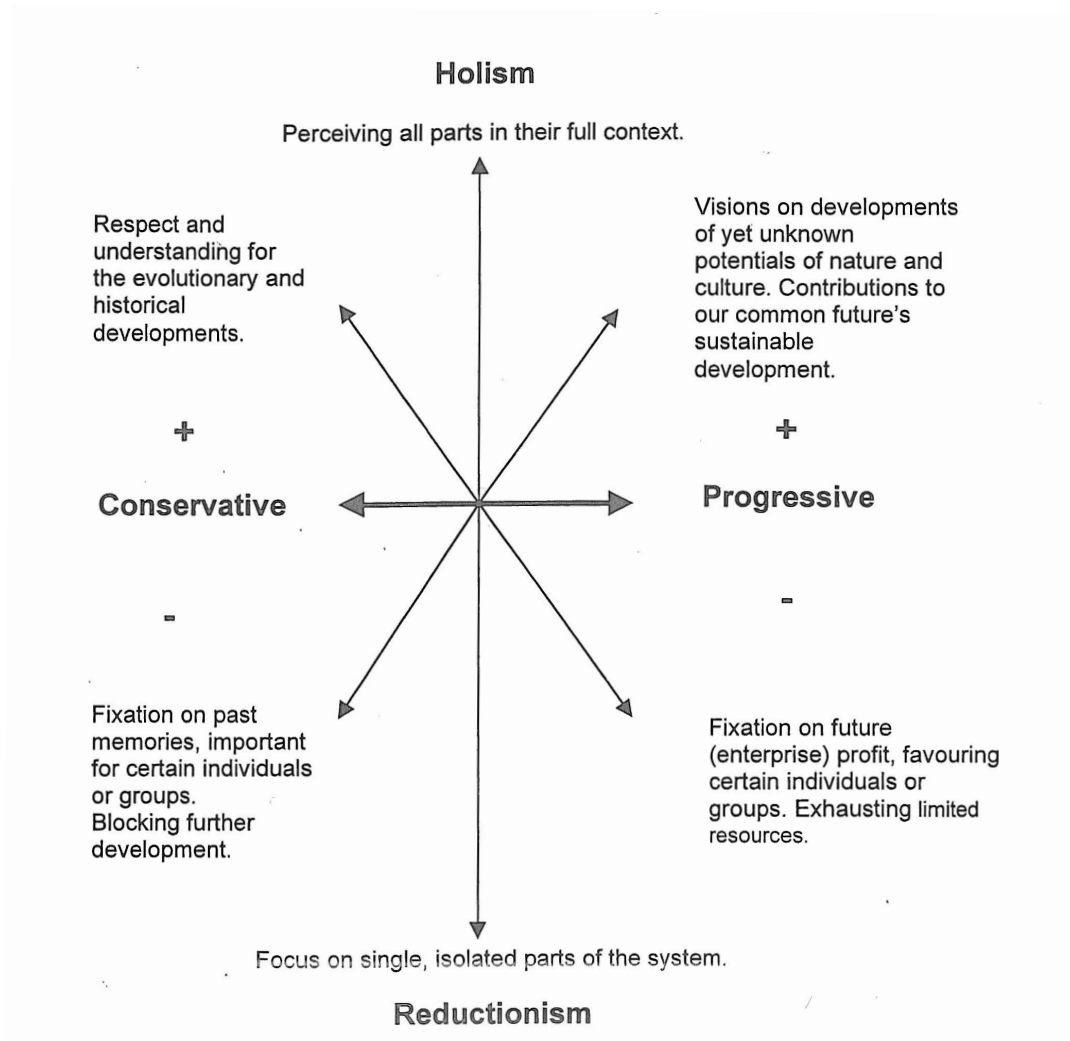 Holism
Perceiving all parts in their full context.
Respect and
understanding for
the evolutionary and
historical
developments.
Visions on developments
of yet unknown
potentials of nature and
culture. Contributions to
our common future's
sustainable
development.
+
+
Conservative
Progressive
-
-
Fixation on past
memories, important
for certain individuals
or groups.
Blocking further
development.
Fixation on future
(enterprise) profit, favouring
certain individuals or
groups. Exhausting limited
resources.
Focus on single, isolated parts of the system.
Reductionism